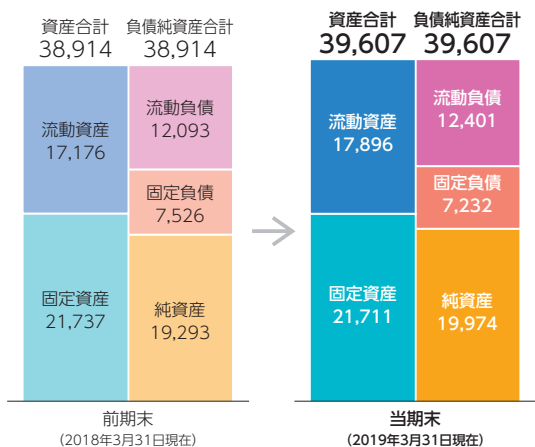 資産合計
38,914
負債純資産合計
38,914
流動資産
17,176
流動負債
12,093
固定負債
7,526
固定資産
21,737
純資産
19,293
前期末
(2018年3月31日現在)
資産合計
39,607
負債純資産合計
39,607
流動資産
17,896
流動負債
12,401
固定負債
7,232
固定資産
21,711
純資産
19,974
当期末
(2019年3月31日現在)